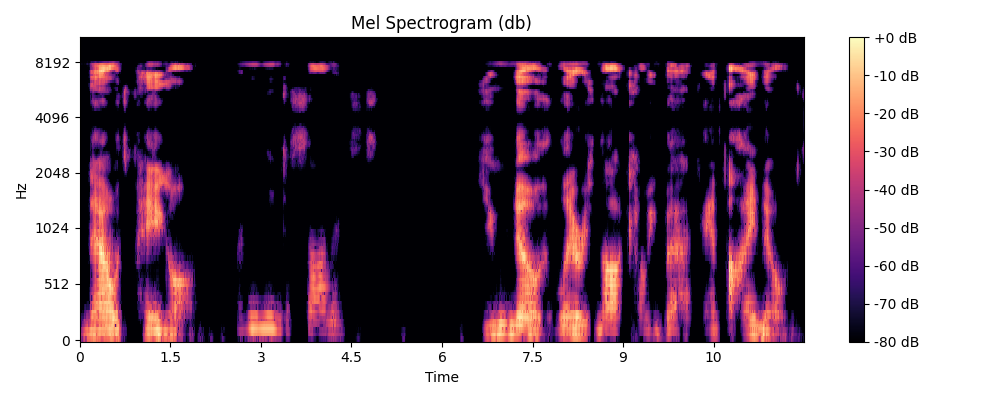 Mel Spectrogram (db)
+0 dB
8192
-10 dB
4096
-20 dB
-30 dB
2048
Hz
-40 dB
1024
-50 dB
-60 dB
512
-70 dB
0
-80 dB
0 1.5 3 4.5 6 7.5 9 10
Time